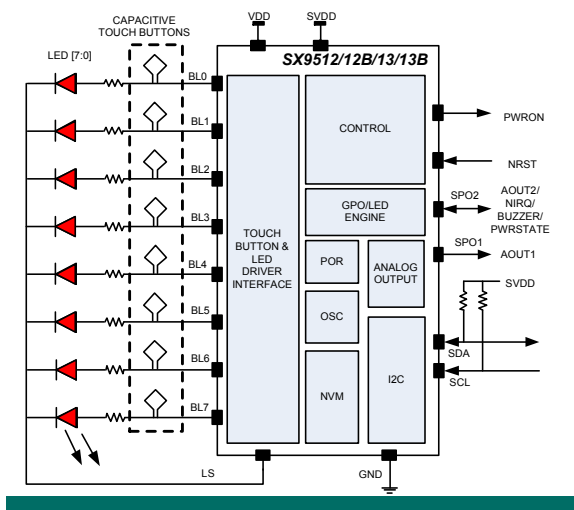 CAPACITIVE
TOUCH BUTTONS
VDD
SVDD
LED [7:0]
SX9512/12B/13/13B
BL0
BL1
BL2
BL3
BL4
BL5
BL6
BL7
TOUCH
BUTTON &
LED
DRIVER
INTERFACE
CONTROL
GPO/LED
ENGINE
POR
ANALOG
OUTPUT
OSC
NVM
I2C
PWRON
NRST
SPO2
AOUT2/
NIRQ/
BUZZER/
PWRSTATE
SPO1
AOUT1
SVDD
SDA
SCL
LS
GND